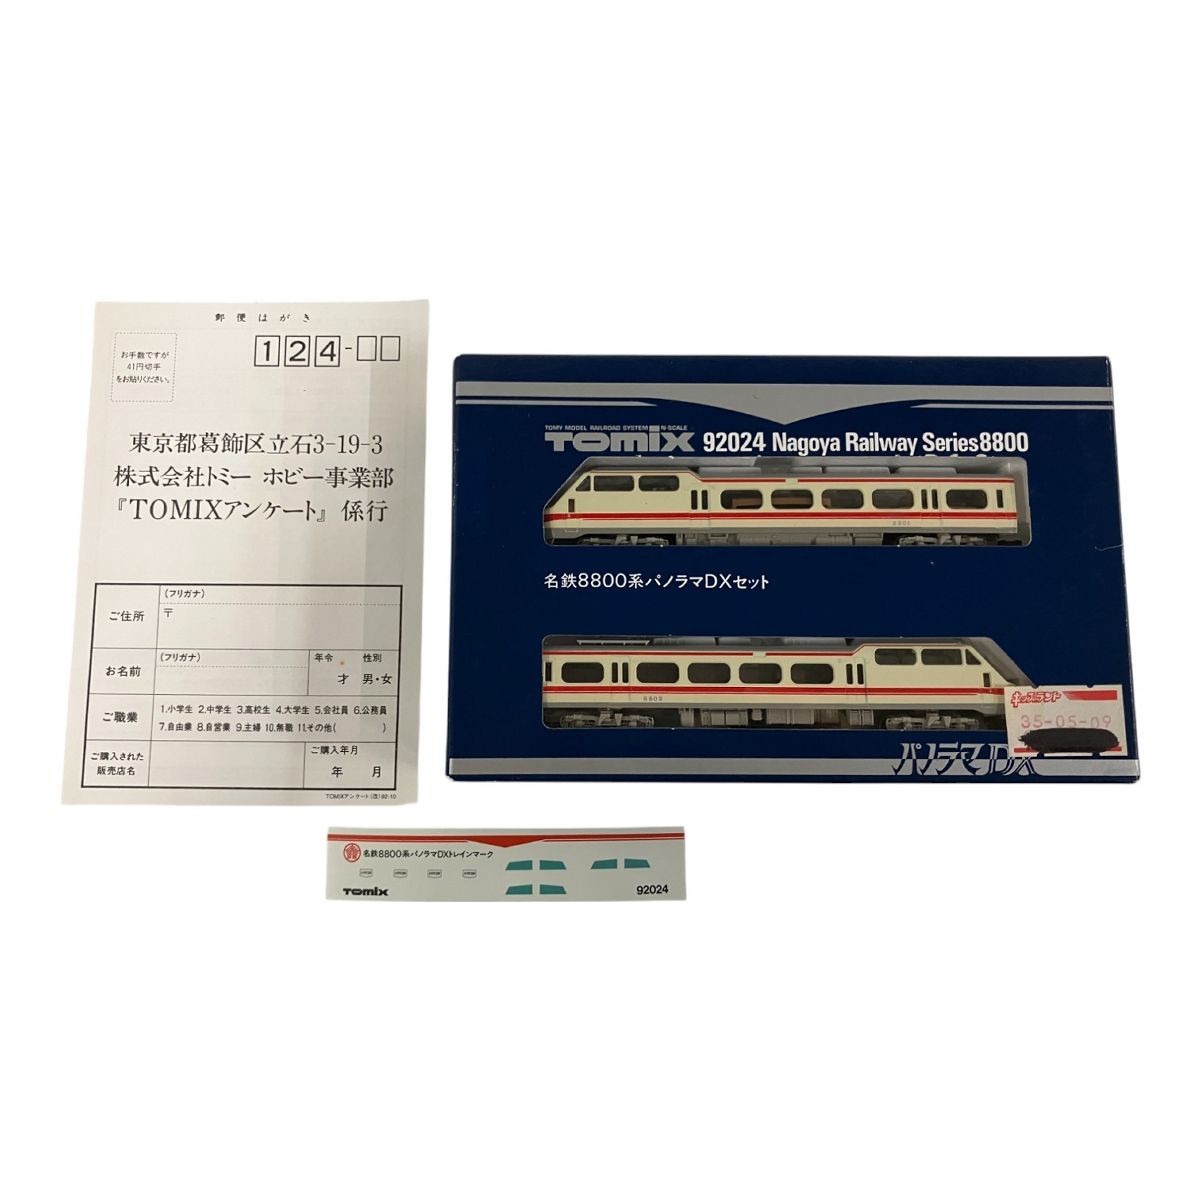 郵便はがき
お手数ですが
41円切手
をお貼りください。
124-
東京都葛飾区立石3-19-3
株式会社トミー ホビー事業部
『TOMIXアンケート』係行
ご住所
(フリガナ)
〒
お名前
(フリガナ)
年令 性別
才 男・女
ご職業
1.小学生 2.中学生 3.高校生 4.大学生 5.会社員 6.公務員
7.自由業 8.自営業 9.主婦 10.無職 11.その他( )
ご購入された
販売店名
ご購入年月
年 月
TOMIXアンケート(改)92-10
TOMY MODEL RAILROAD SYSTEM N-SCALE
TOMIX 92024 Nagoya Railway Series8800
8801
名鉄8800系パノラマDXセット
8802
キッズランド
35-05-09
パノラマDX
名鉄8800系パノラマDXトレインマーク
TOMIX
92024